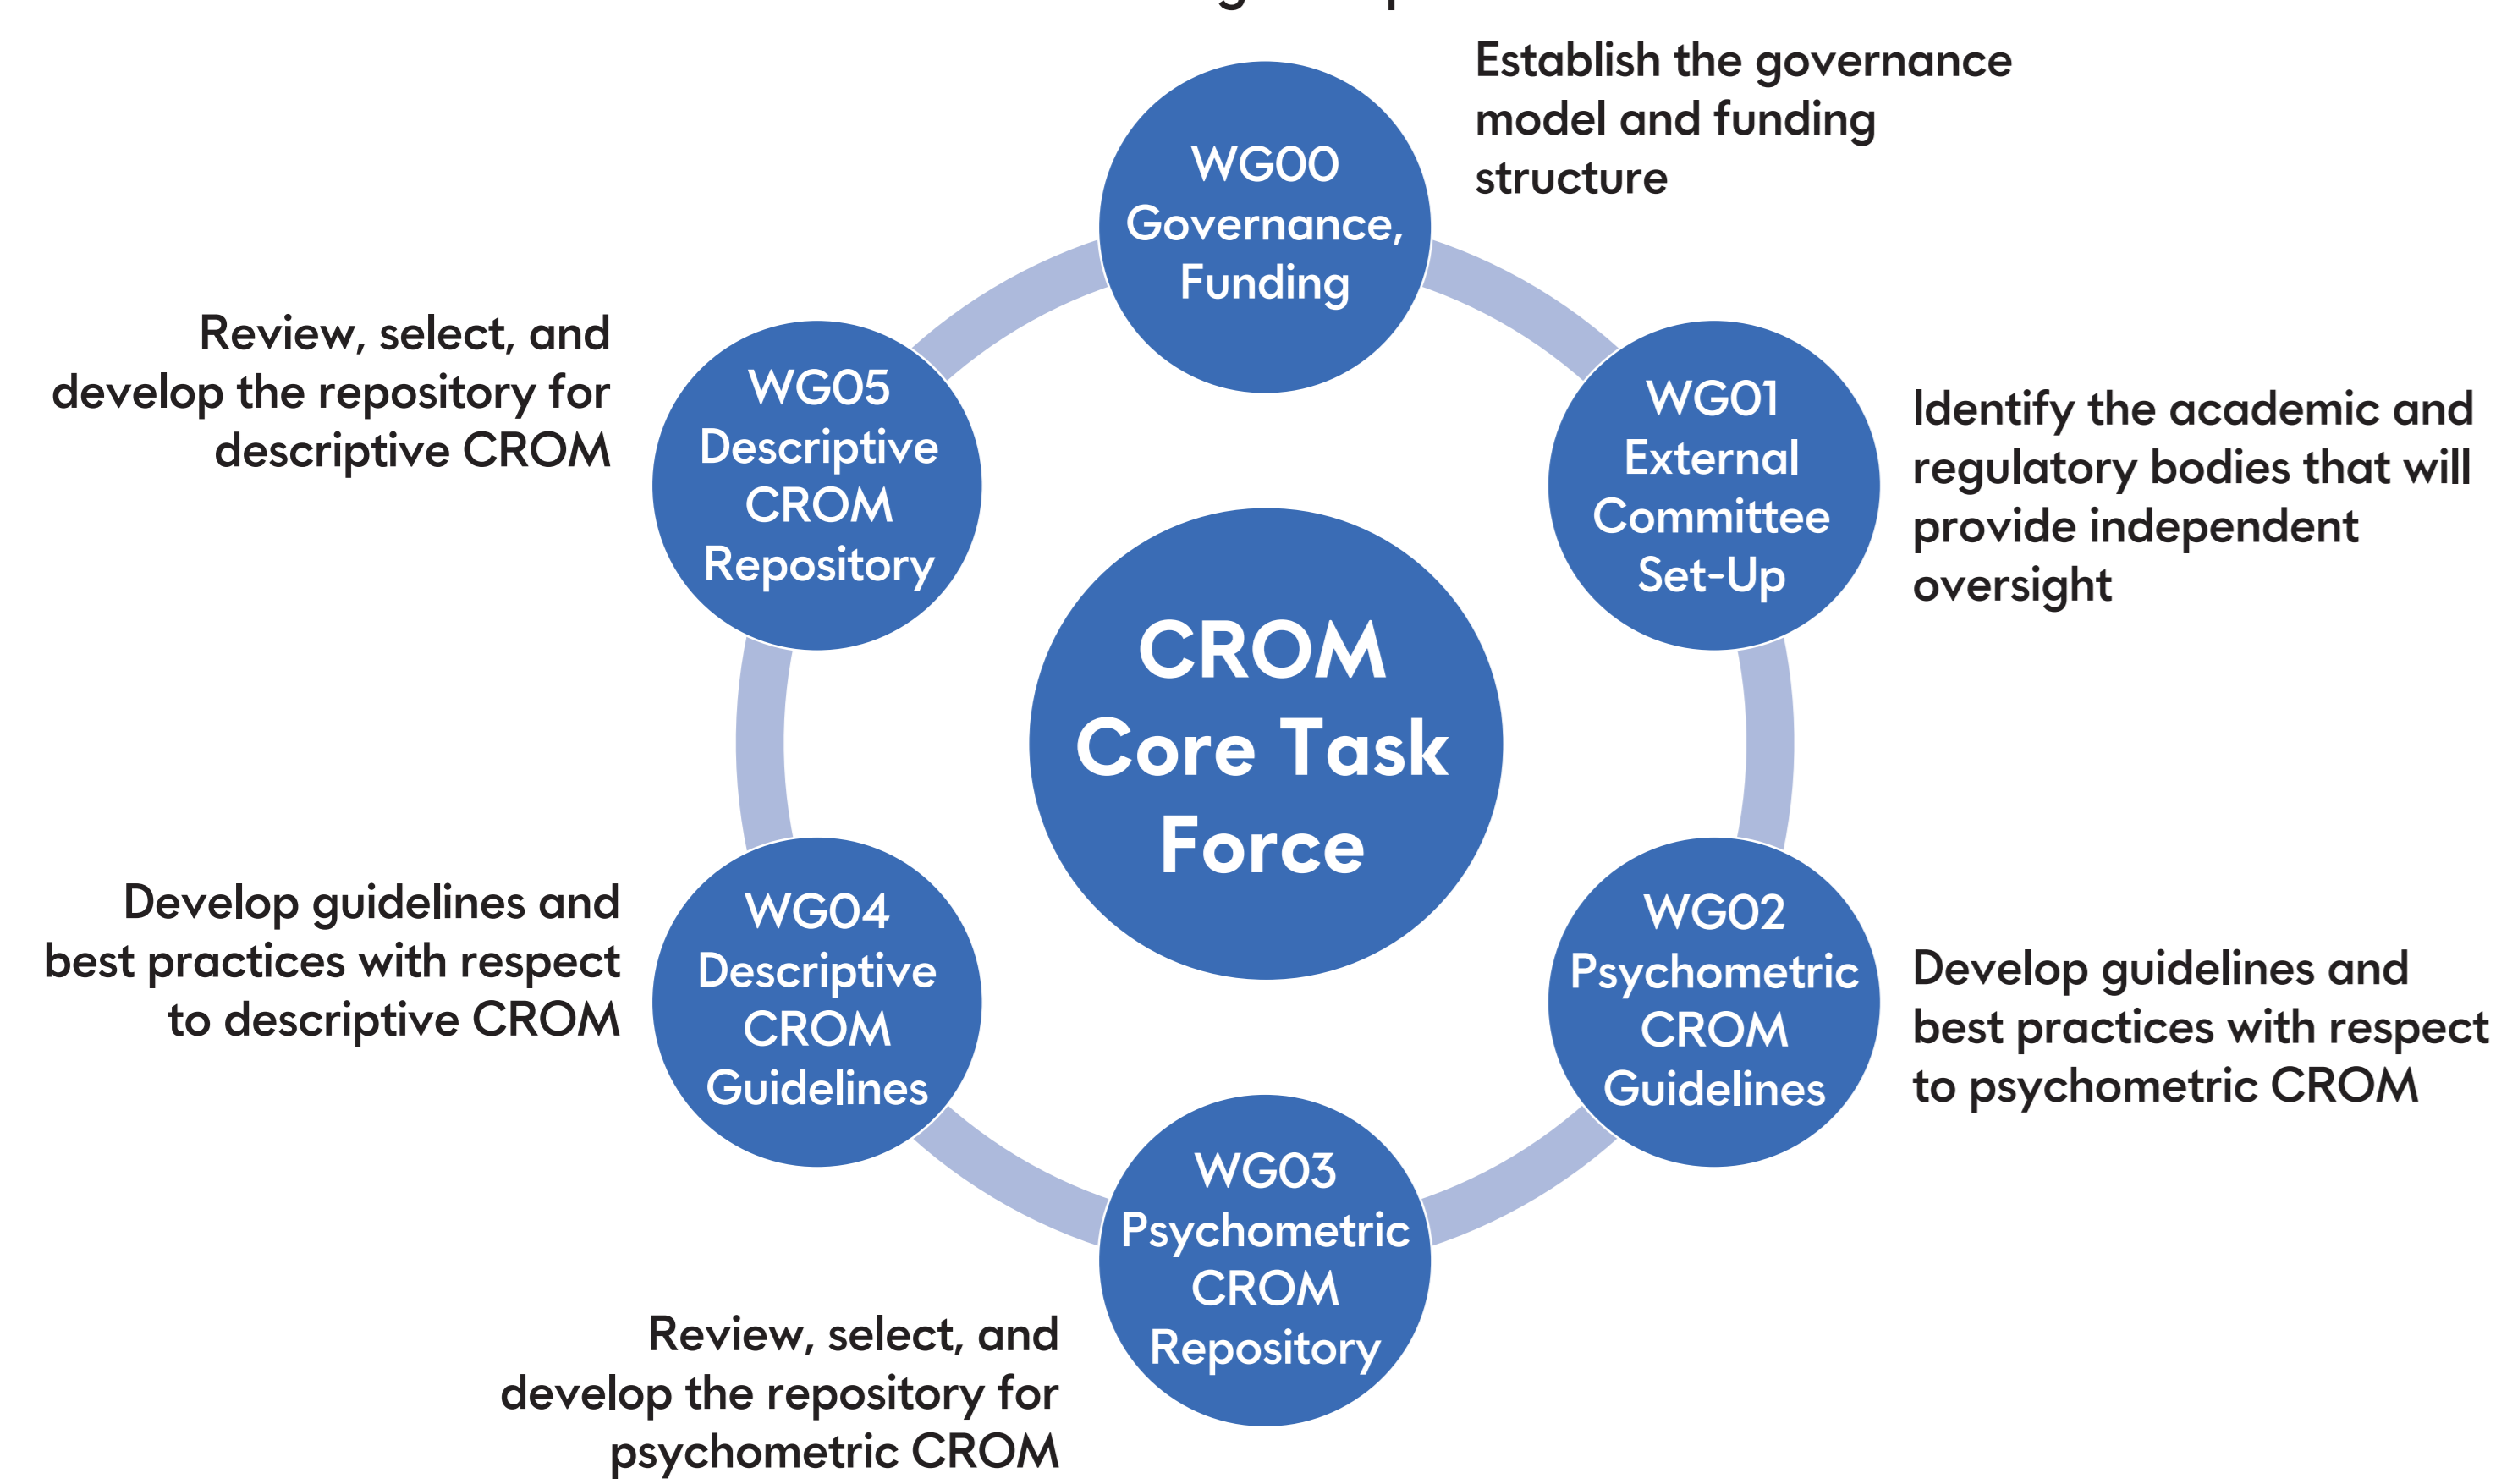 Establish the governance
model and funding
structure
WG00
Governance,
Funding
WG01
External
Committee
Set-Up
Identify the academic and
regulatory bodies that will
provide independent
oversight
WG02
Psychometric
CROM
Guidelines
Develop guidelines and
best practices with respect
to psychometric CROM
WG03
Psychometric
CROM
Repository
Review, select, and
develop the repository for
psychometric CROM
WG04
Descriptive
CROM
Guidelines
Develop guidelines and
best practices with respect
to descriptive CROM
WG05
Descriptive
CROM
Repository
Review, select, and
develop the repository for
descriptive CROM
CROM
Core Task
Force